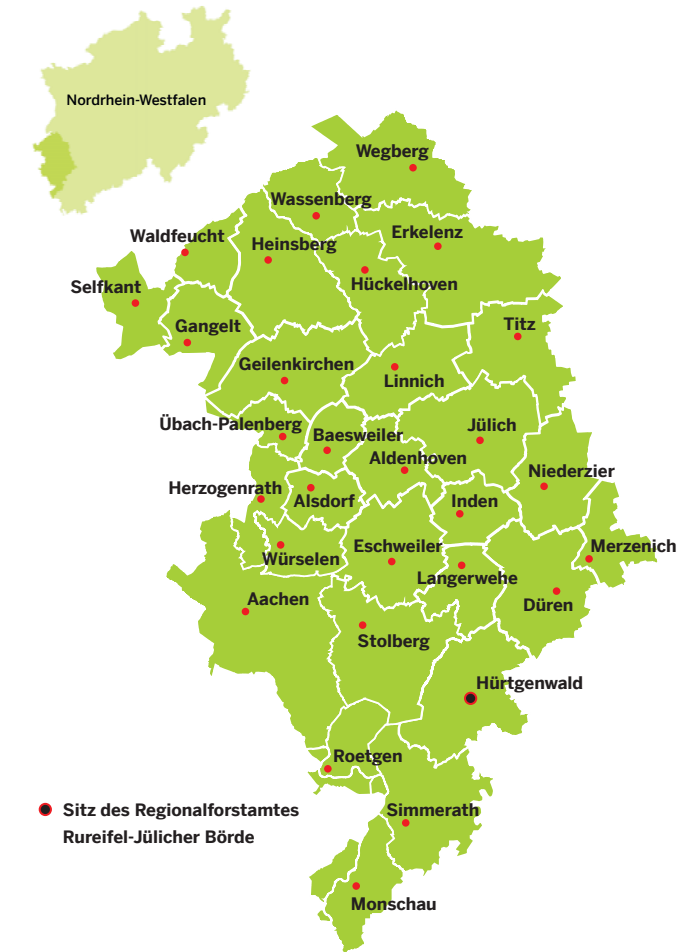 Nordrhein-Westfalen
Wegberg
Wassenberg
Erkelenz
Waldfeucht
Heinsberg
Hückelhoven
Selfkant
Gangelt
Titz
Geilenkirchen
Linnich
Übach-Palenberg
Baesweiler
Jülich
Aldenhoven
Niederzier
Herzogenrath
Alsdorf
Inden
Würselen
Eschweiler
Merzenich
Langerwehe
Aachen
Düren
Stolberg
Hürtgenwald
Roetgen
Sitz des Regionalforstamtes
Rureifel-Jülicher Börde
Simmerath
Monschau